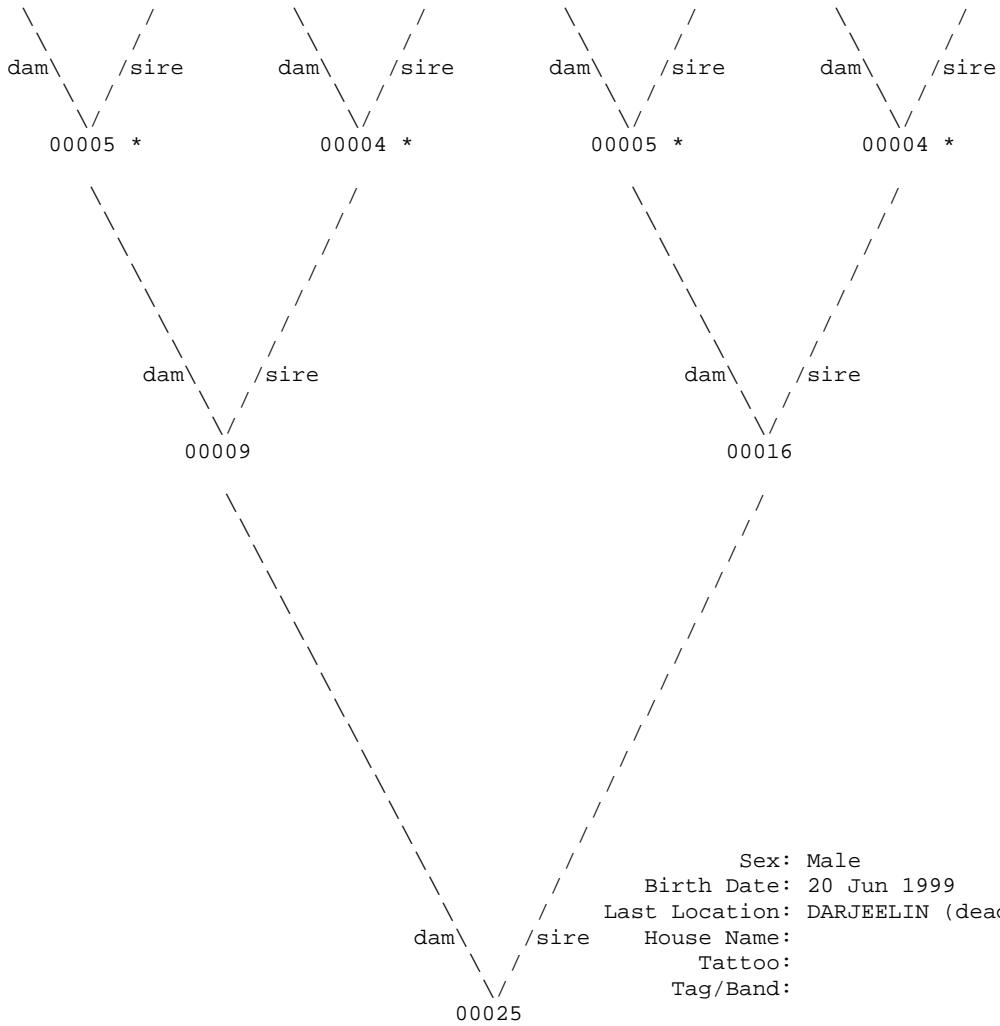 dam sire dam sire dam sire dam sire
00005 * 00004 * 00005 * 00004 *
dam sire dam sire
00009 00016
Sex: Male
Birth Date: 20 Jun 1999
Last Location: DARJEELIN (dead
dam sire House Name:
Tattoo:
Tag/Band:
00025